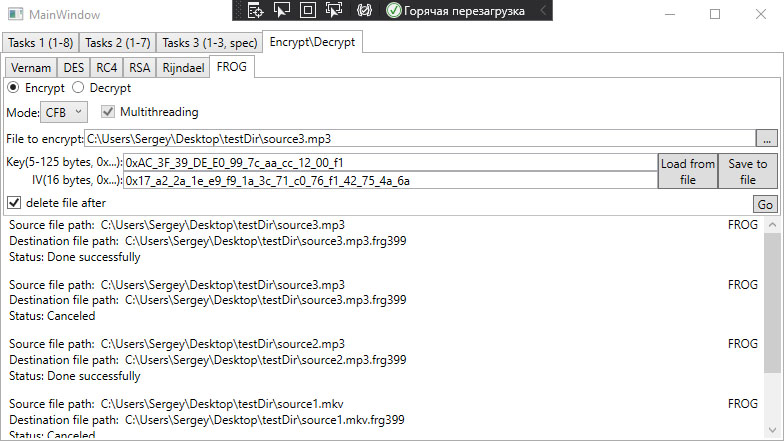 MainWindow
Горячая перезагрузка
Tasks 1 (1-8) Tasks 2 (1-7) Tasks 3 (1-3, spec) Encrypt\Decrypt
Vernam DES RC4 RSA Rijndael FROG
Encrypt Decrypt
Mode: CFB Multithreading
File to encrypt: C:\Users\Sergey\Desktop\testDir\source3.mp3 ...
Key(5-125 bytes, 0x...): 0xAC_3F_39_DE_E0_99_7c_aa_cc_12_00_f1
IV(16 bytes, 0x...): 0x17_a2_2a_1e_e9_f9_1a_3c_71_c0_76_f1_42_75_4a_6a
Load from file
Save to file
delete file after Go
Source file path: C:\Users\Sergey\Desktop\testDir\source3.mp3 FROG
Destination file path: C:\Users\Sergey\Desktop\testDir\source3.mp3.frg399
Status: Done successfully
Source file path: C:\Users\Sergey\Desktop\testDir\source3.mp3 FROG
Destination file path: C:\Users\Sergey\Desktop\testDir\source3.mp3.frg399
Status: Canceled
Source file path: C:\Users\Sergey\Desktop\testDir\source2.mp3 FROG
Destination file path: C:\Users\Sergey\Desktop\testDir\source2.mp3.frg399
Status: Done successfully
Source file path: C:\Users\Sergey\Desktop\testDir\source1.mkv FROG
Destination file path: C:\Users\Sergey\Desktop\testDir\source1.mkv.frg399
Status: Canceled